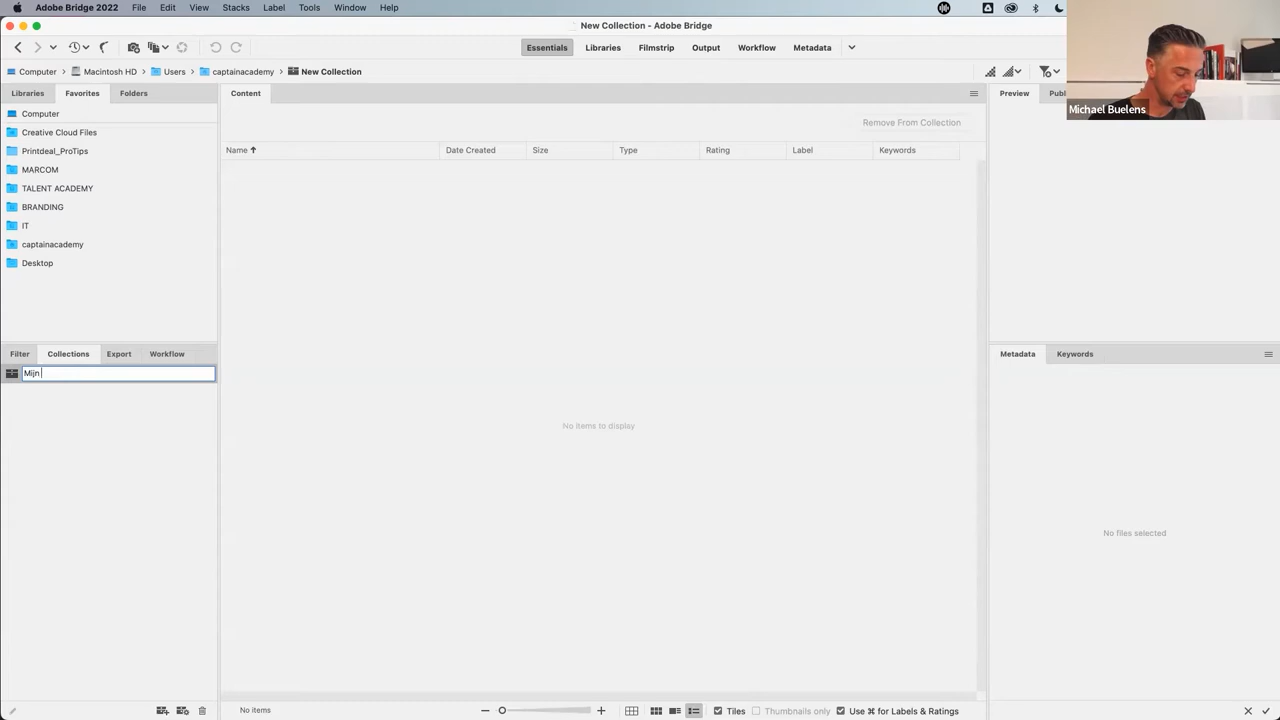 Adobe Bridge 2022 File Edit View Stacks Label Tools Window Help
New Collection - Adobe Bridge
Essentials Libraries Filmstrip Output Workflow Metadata
Computer Macintosh HD Users captainacademy New Collection
Libraries Favorites Folders
Content
Preview Publ
Michael Buelens
Computer
Creative Cloud Files
Printdeal_ProTips
MARCOM
TALENT ACADEMY
BRANDING
IT
captainacademy
Desktop
Remove From Collection
Name Date Created Size Type Rating Label Keywords
No items to display
Filter Collections Export Workflow
Mijn
Metadata Keywords
No files selected
No items
Tiles Thumbnails only Use ⌘ for Labels & Ratings